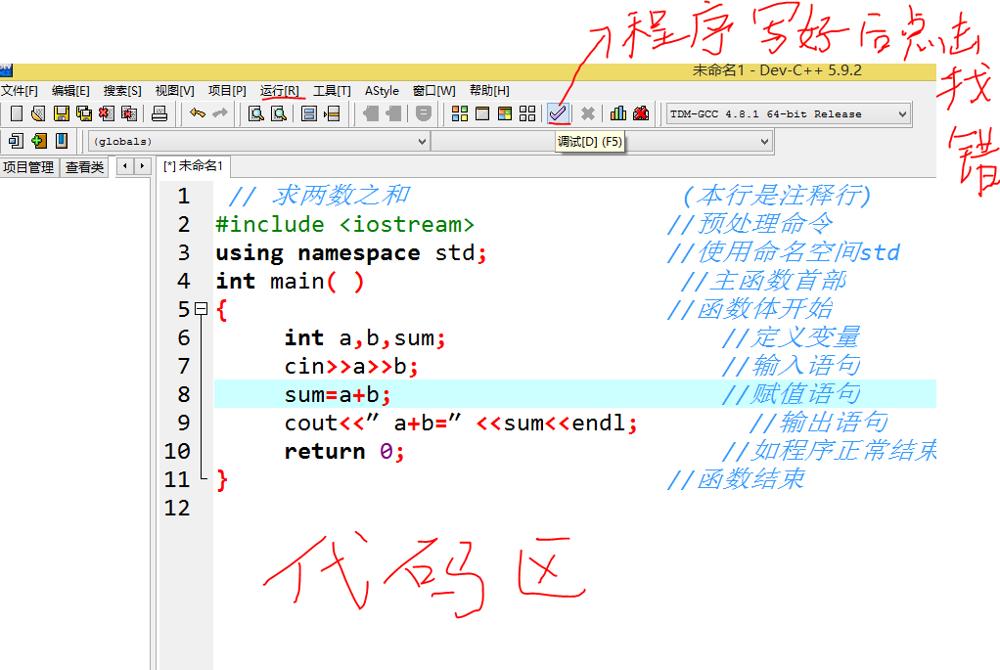 程序写好后点击
找
错
未命名1 - Dev-C++ 5.9.2
文件[F] 编辑[E] 搜索[S] 视图[V] 项目[P] 运行[R] 工具[T] AStyle 窗口[W] 帮助[H]
TDM-GCC 4.8.1 64-bit Release
(globals)
调试[D] (F5)
项目管理 查看类 [*] 未命名1
1 // 求两数之和 (本行是注释行)
2 #include <iostream> //预处理命令
3 using namespace std; //使用命名空间std
4 int main( ) //主函数首部
5 { //函数体开始
6 int a,b,sum; //定义变量
7 cin>>a>>b; //输入语句
8 sum=a+b; //赋值语句
9 cout<<” a+b=” <<sum<<endl; //输出语句
10 return 0; //如程序正常结束
11 } //函数结束
12
代码区